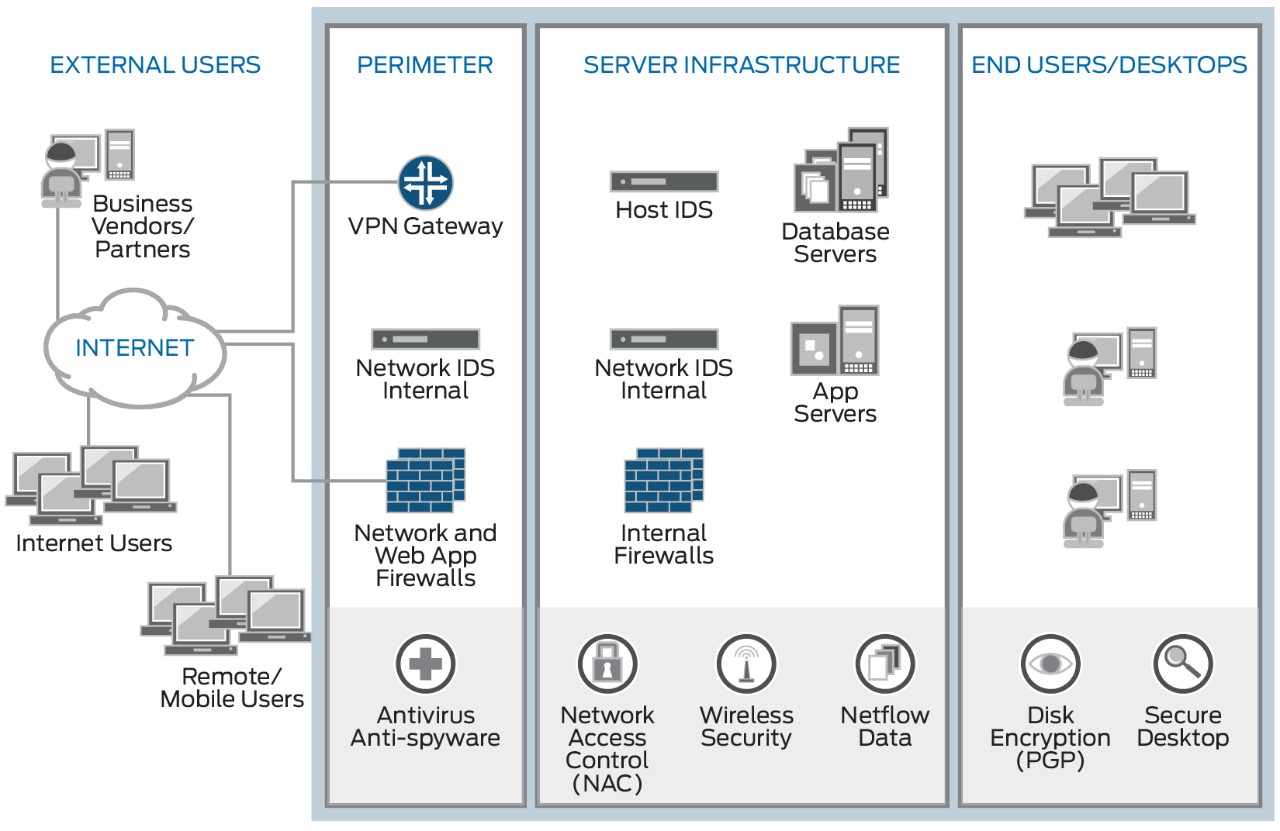 EXTERNAL USERS
Business
Vendors/
Partners
INTERNET
Internet Users
Remote/
Mobile Users
PERIMETER
VPN Gateway
Network IDS
Internal
Network and
Web App
Firewalls
Antivirus
Anti-spyware
SERVER INFRASTRUCTURE
Host IDS
Database
Servers
Network IDS
Internal
App
Servers
Internal
Firewalls
Network
Access
Control
(NAC)
Wireless
Security
Netflow
Data
END USERS/DESKTOPS
Disk
Encryption
(PGP)
Secure
Desktop